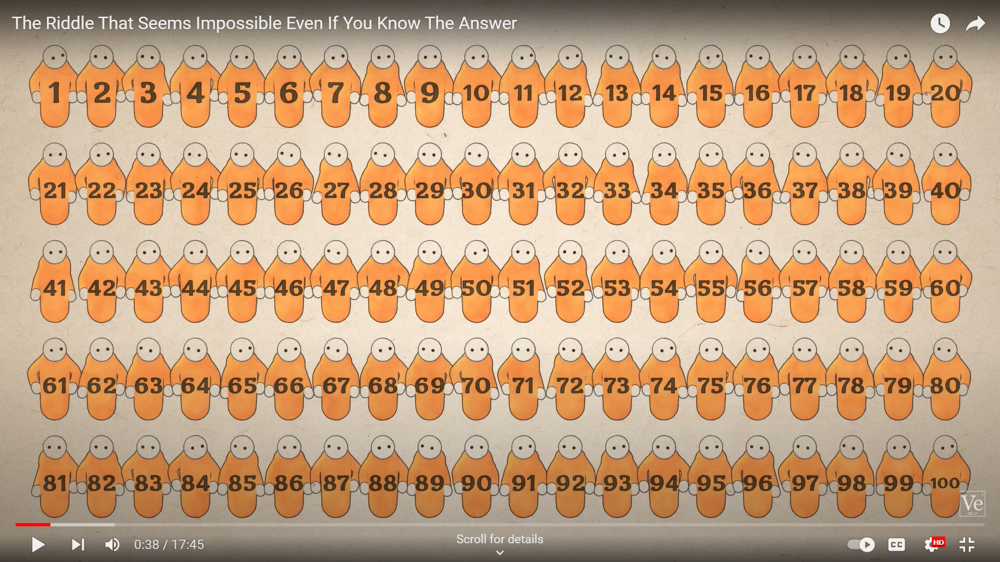 The Riddle That Seems Impossible Even If You Know The Answer
1 2 3 4 5 6 7 8 9 10 11 12 13 14 15 16 17 18 19 20
21 22 23 24 25 26 27 28 29 30 31 32 33 34 35 36 37 38 39 40
41 42 43 44 45 46 47 48 49 50 51 52 53 54 55 56 57 58 59 60
61 62 63 64 65 66 67 68 69 70 71 72 73 74 75 76 77 78 79 80
81 82 83 84 85 86 87 88 89 90 91 92 93 94 95 96 97 98 99 100
i
Ve
42.0
0:38 / 17:45
Scroll for details
CC
HD